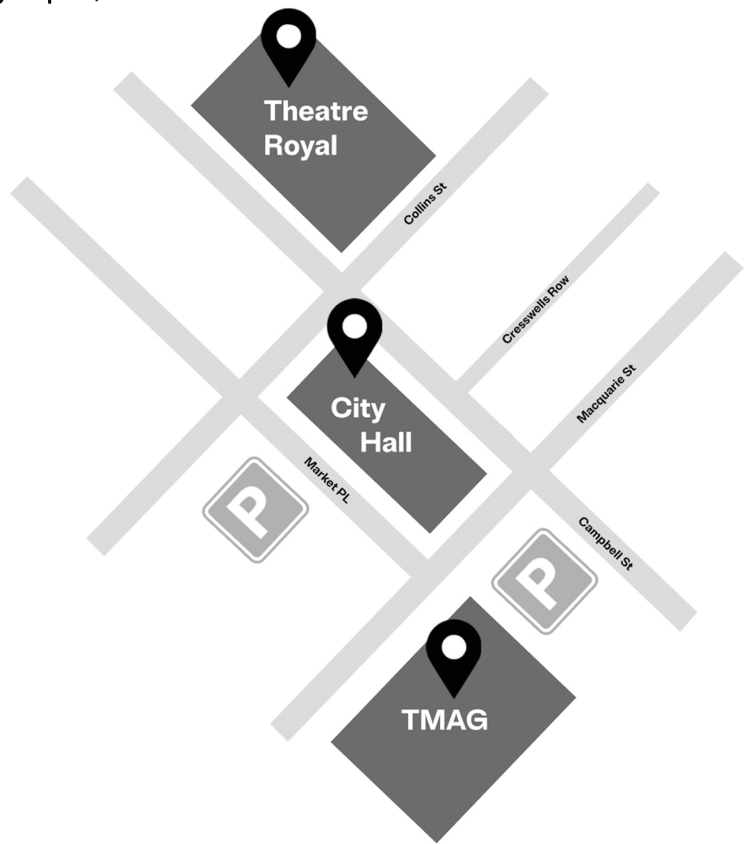 Theatre
Royal
Collins St
Cresswells Row
City
Hall
Macquarie St
Market PL
P
Campbell St
P
TMAG